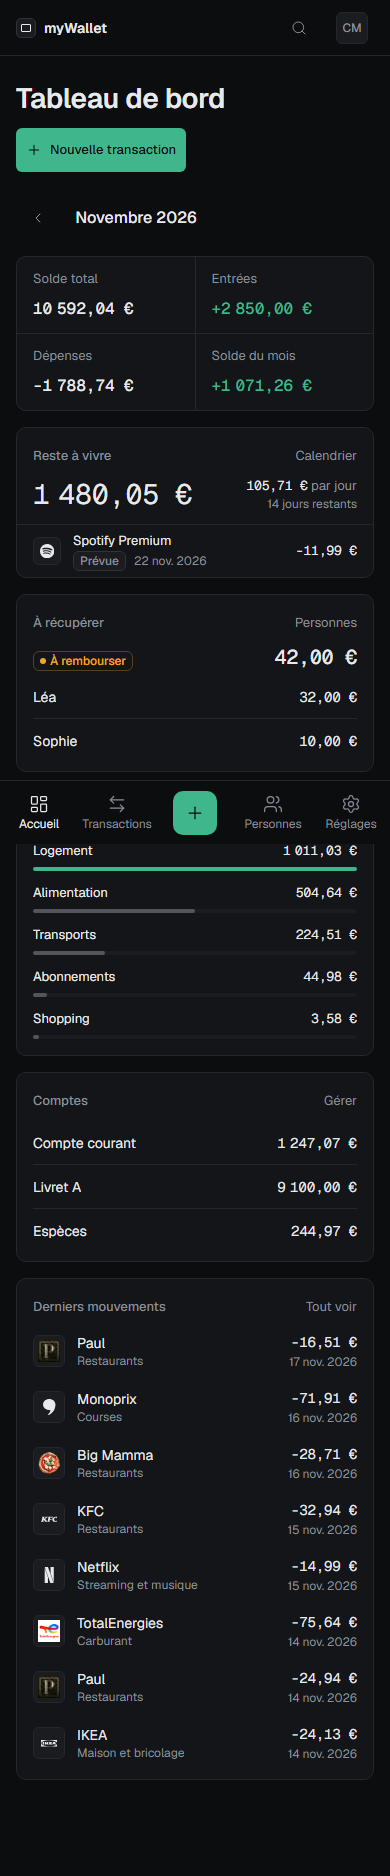 myWallet
CM
Tableau de bord
+ Nouvelle transaction
Novembre 2026
Solde total
Entrées
10 592,04 €
+2 850,00 €
Dépenses
Solde du mois
-1 788,74 €
+1 071,26 €
Reste à vivre
Calendrier
1 480,05 €
105,71 € par jour
14 jours restants
Spotify Premium
-11,99 €
Prévue 22 nov. 2026
À récupérer
Personnes
À rembourser
42,00 €
Léa
32,00 €
Sophie
10,00 €
Accueil
Transactions
+
Personnes
Réglages
Logement
1 011,03 €
Alimentation
504,64 €
Transports
224,51 €
Abonnements
44,98 €
Shopping
3,58 €
Comptes
Gérer
Compte courant
1 247,07 €
Livret A
9 100,00 €
Espèces
244,97 €
Derniers mouvements
Tout voir
P
Paul
-16,51 €
Restaurants
17 nov. 2026
Monoprix
-71,91 €
Courses
16 nov. 2026
Big Mamma
-28,71 €
Restaurants
16 nov. 2026
KFC
KFC
-32,94 €
Restaurants
15 nov. 2026
N
Netflix
-14,99 €
Streaming et musique
15 nov. 2026
TotalEnergies
-75,64 €
Carburant
14 nov. 2026
P
Paul
-24,94 €
Restaurants
14 nov. 2026
IKEA
IKEA
-24,13 €
Maison et bricolage
14 nov. 2026